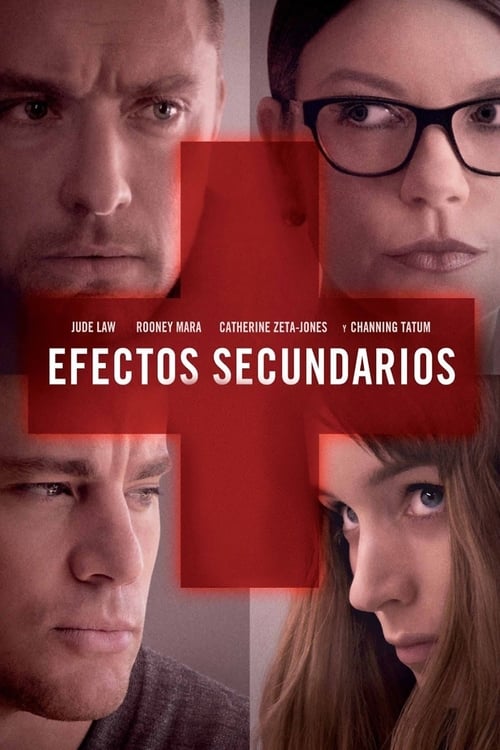 JUDE LAW ROONEY MARA CATHERINE ZETA-JONES Y CHANNING TATUM
EFECTOS SECUNDARIOS